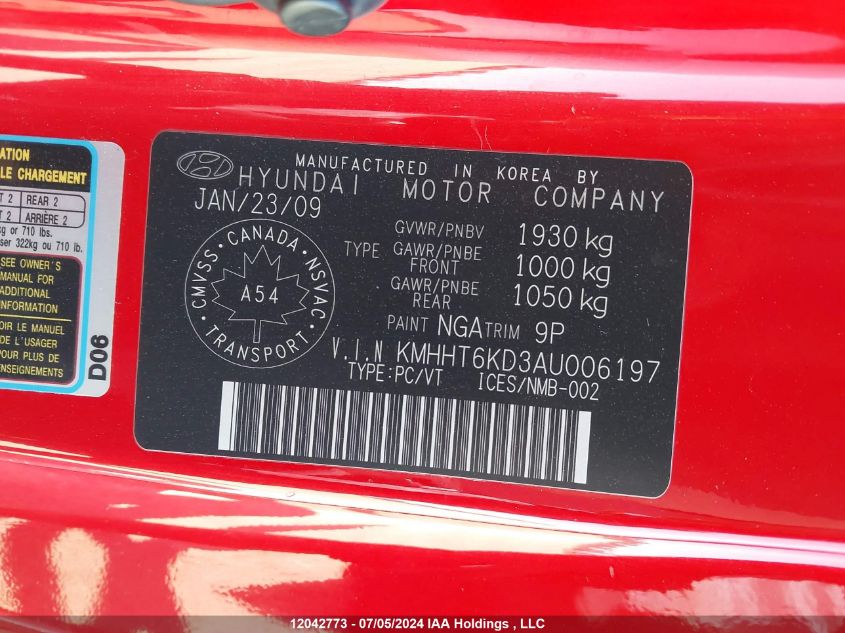 ATION
LE CHARGEMENT
T 2 REAR 2
T 2 ARRIÈRE 2
kg or 710 lbs.
ser 322kg ou 710 lb.
SEE OWNER'S
MANUAL FOR
ADDITIONAL
INFORMATION
OIR LE MANUEL
DE L'USAGER
POUR PLUS DE
RENSEIGNEMENTS
D06
MANUFACTURED IN KOREA BY
HYUNDAI MOTOR COMPANY
JAN/23/09
CMVSS • CANADA • NSVAC
A54
• TRANSPORT •
GVWR/PNBV 1930 kg
TYPE GAWR/PNBE FRONT 1000 kg
GAWR/PNBE REAR 1050 kg
PAINT NGA TRIM 9P
V.I.N KMHHT6KD3AU006197
TYPE:PC/VT ICES/NMB-002
12042773 - 07/05/2024 IAA Holdings , LLC